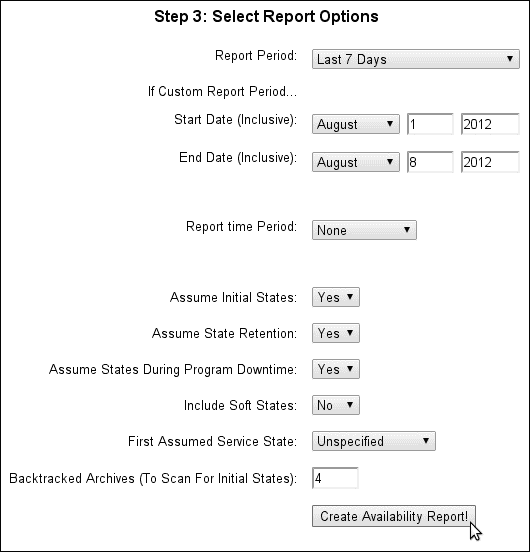 Step 3: Select Report Options
Report Period: Last 7 Days
If Custom Report Period...
Start Date (Inclusive): August 1 2012
End Date (Inclusive): August 8 2012
Report time Period: None
Assume Initial States: Yes
Assume State Retention: Yes
Assume States During Program Downtime: Yes
Include Soft States: No
First Assumed Service State: Unspecified
Backtracked Archives (To Scan For Initial States): 4
Create Availability Report!